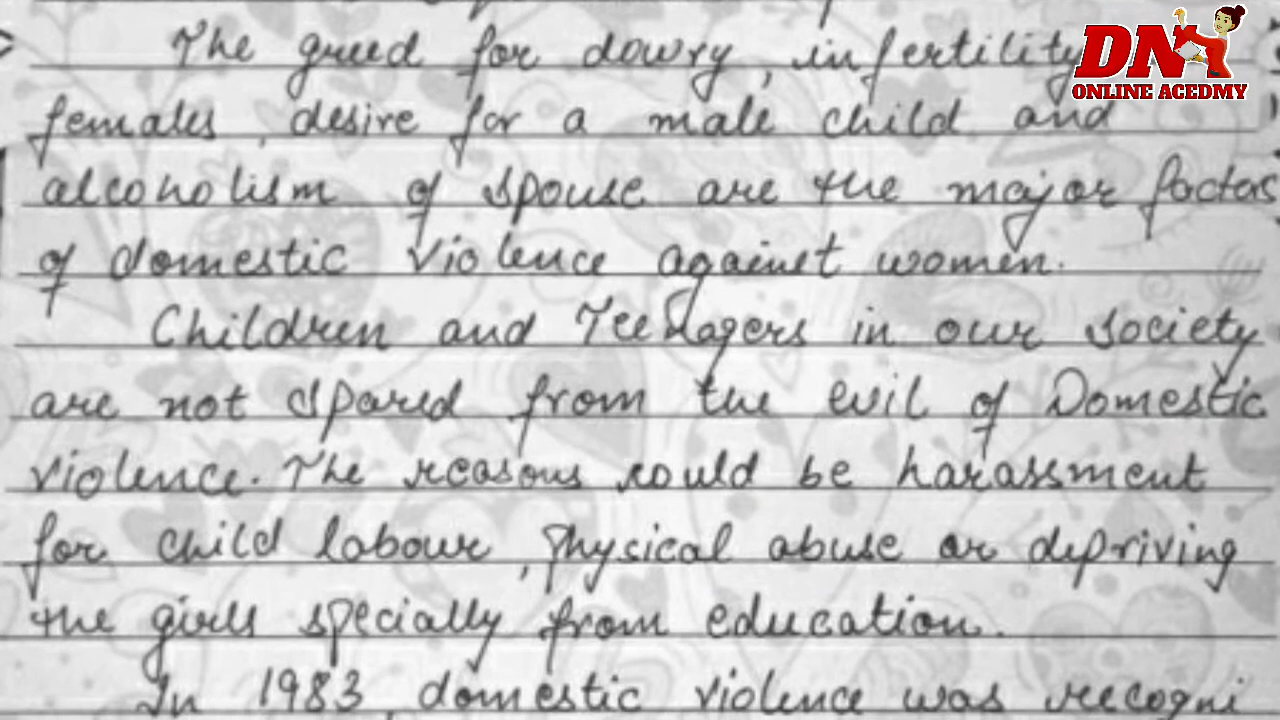 The greed for dowry, infertility
females, desire for a male child and
alcoholism of spouse are the major factors
of domestic violence against women.
Children and Teenagers in our society
are not spared from the evil of Domestic
violence. The reasons could be harassment
for child labour, Physical abuse or depriving
the girls specially from education.
In 1983, domestic violence was recogni
DNA
ONLINE ACEDMY